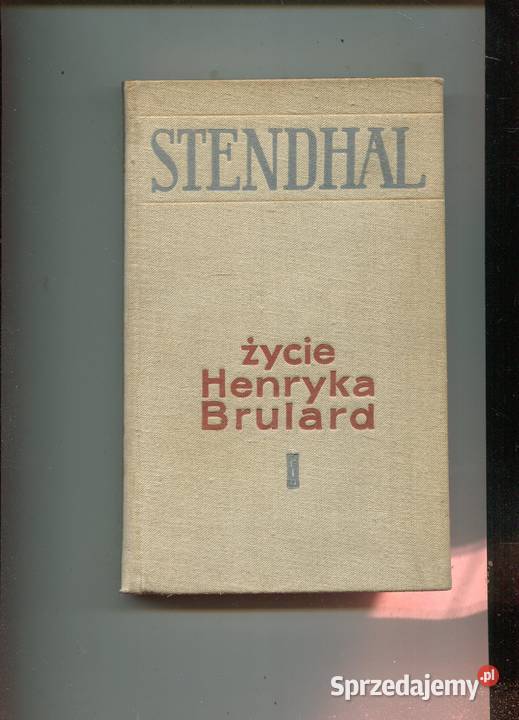 STENDHAL
życie
Henryka
Brulard
I
Sprzedajemy.pl